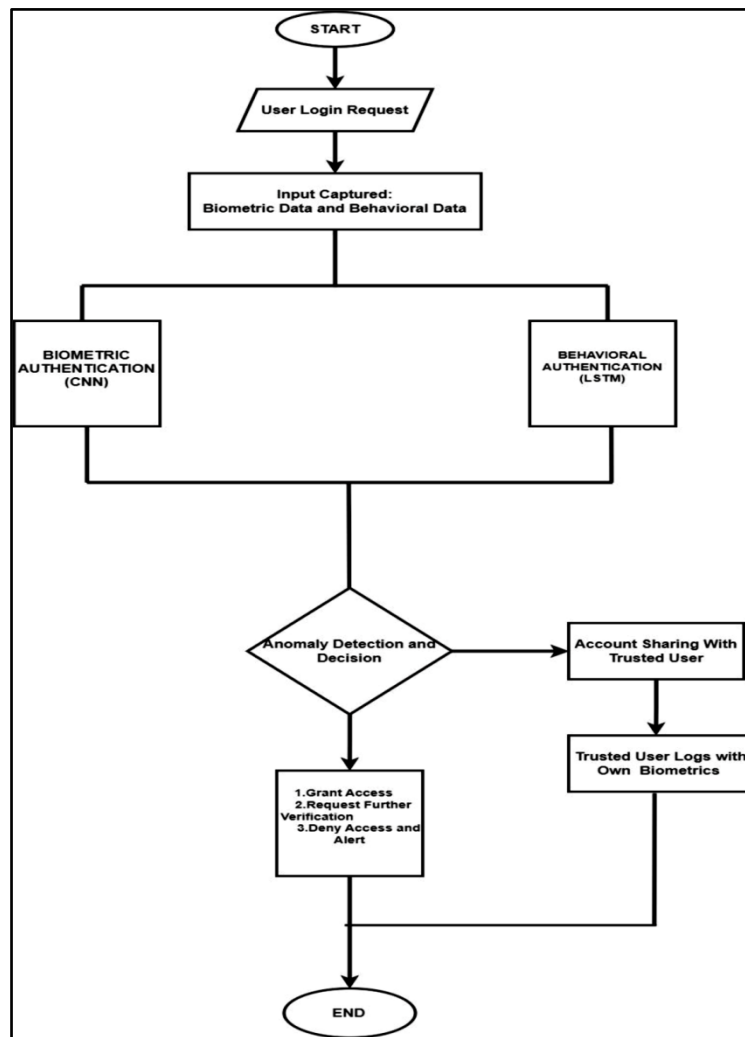 START
User Login Request
Input Captured:
Biometric Data and Behavioral Data
BIOMETRIC
AUTHENTICATION
(CNN)
BEHAVIORAL
AUTHENTICATION
(LSTM)
Anomaly Detection and
Decision
Account Sharing With
Trusted User
Trusted User Logs with
Own Biometrics
1.Grant Access
2.Request Further
Verification
3.Deny Access and
Alert
END